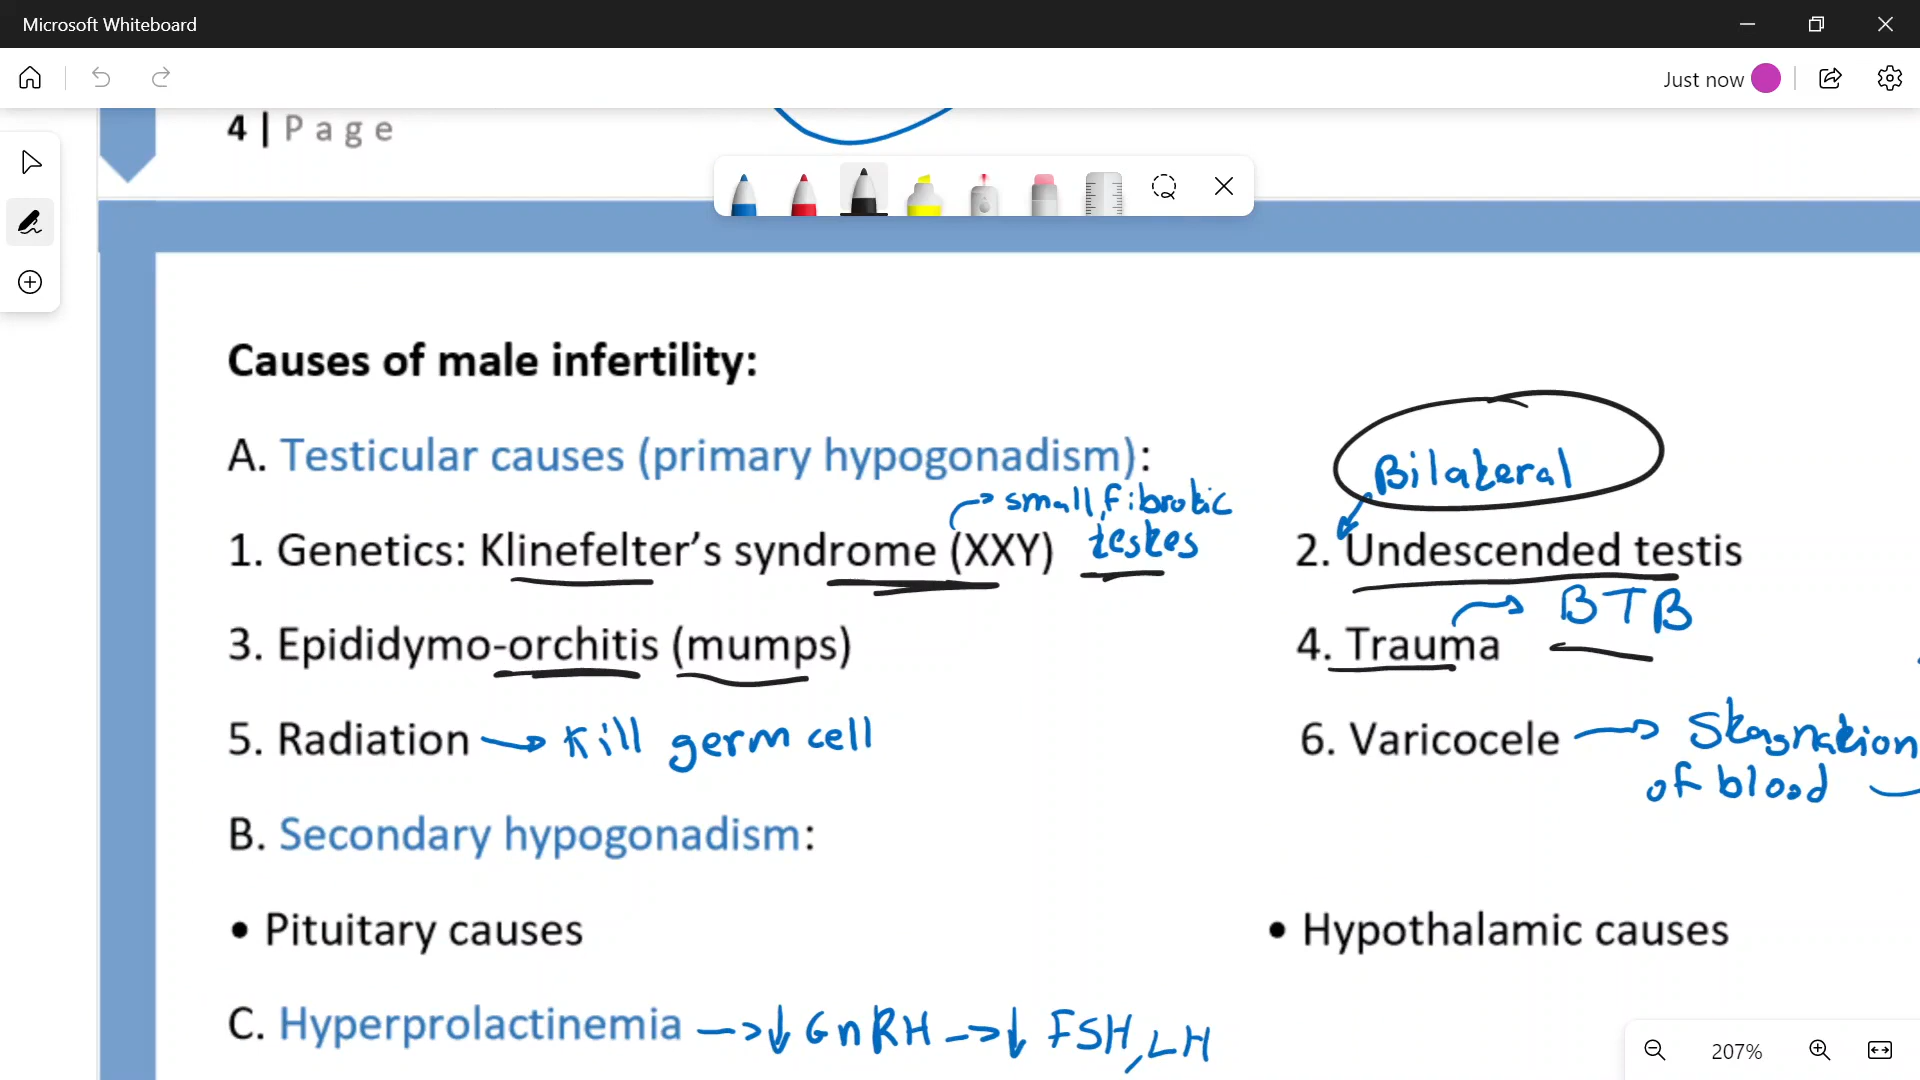 Microsoft Whiteboard
Just now
4 | Page
Causes of male infertility:
A. Testicular causes (primary hypogonadism):
Bilateral
small, fibrotic
testes
1. Genetics: Klinefelter’s syndrome (XXY)
2. Undescended testis
BTB
3. Epididymo-orchitis (mumps)
4. Trauma
5. Radiation → Kill germ cell
6. Varicocele → Stagnation
of blood
B. Secondary hypogonadism:
• Pituitary causes
• Hypothalamic causes
C. Hyperprolactinemia → ↓ GnRH → ↓ FSH, LH
207%